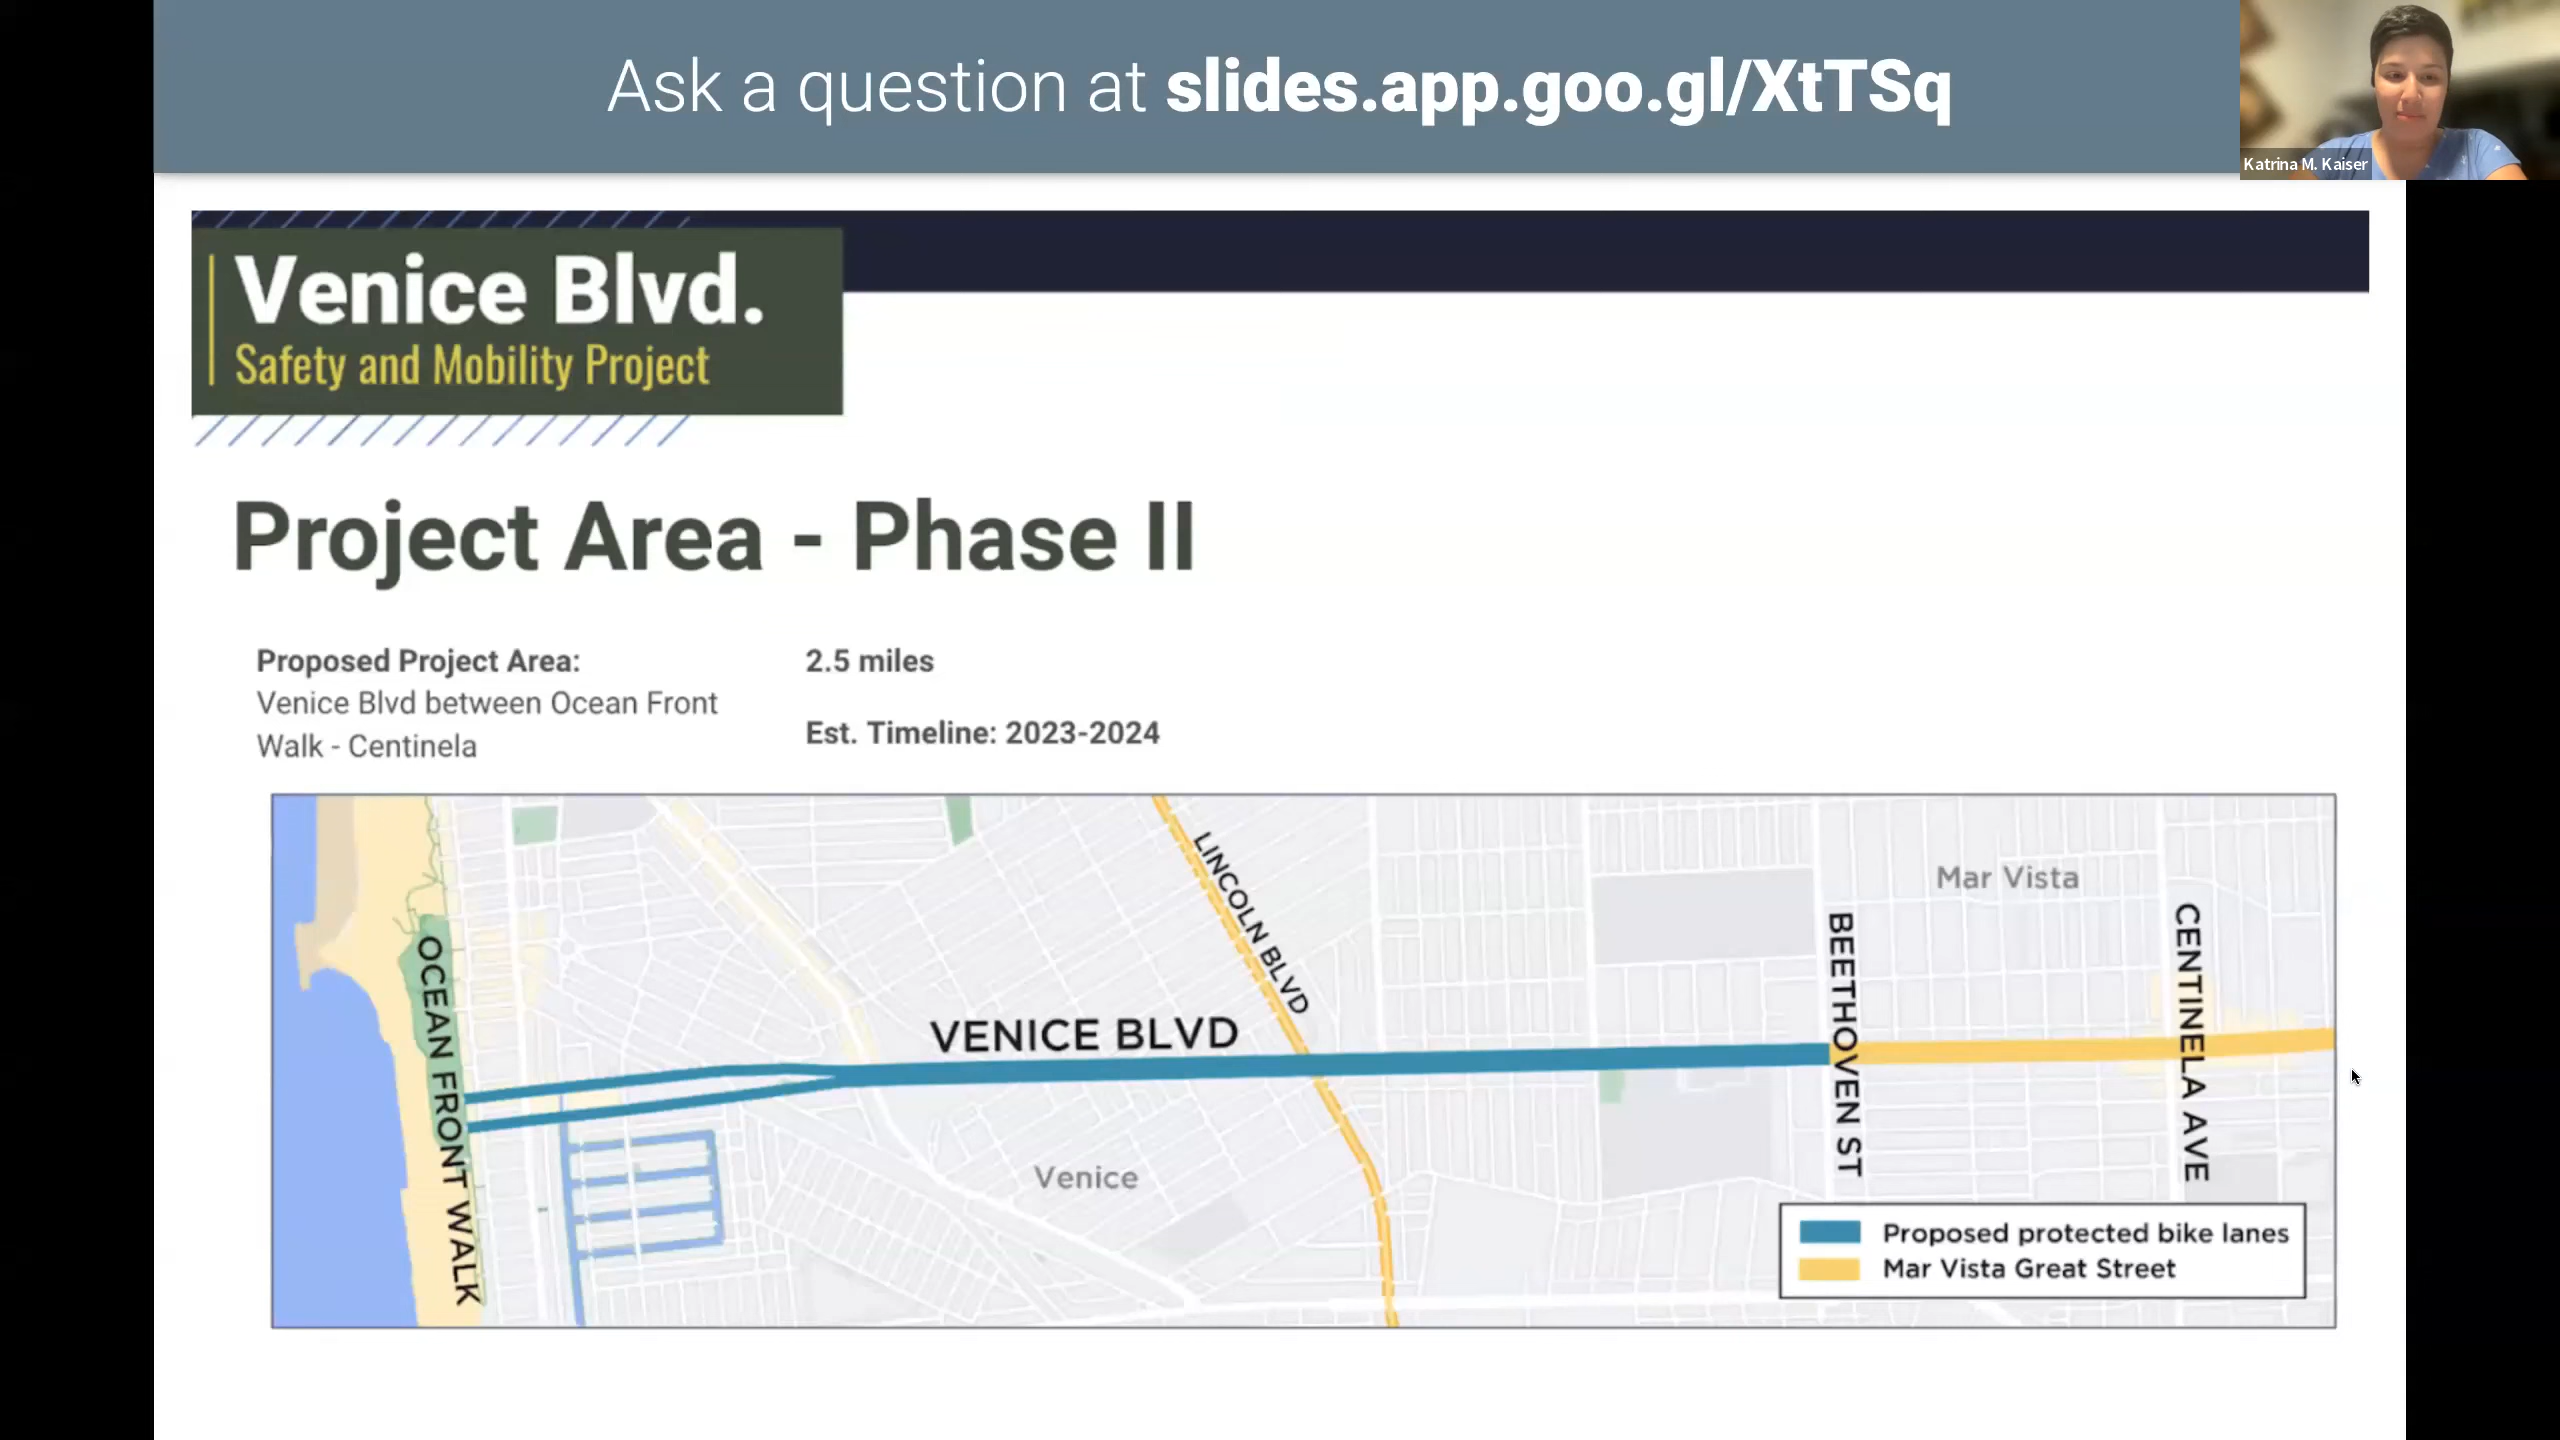 Ask a question at slides.app.goo.gl/XtTSq
Katrina M. Kaiser
Venice Blvd.
Safety and Mobility Project
Project Area - Phase II
Proposed Project Area:
Venice Blvd between Ocean Front
Walk - Centinela
2.5 miles
Est. Timeline: 2023-2024
OCEAN FRONT WALK
VENICE BLVD
LINCOLN BLVD
Venice
BEETHOVEN ST
Mar Vista
CENTINELA AVE
Proposed protected bike lanes
Mar Vista Great Street